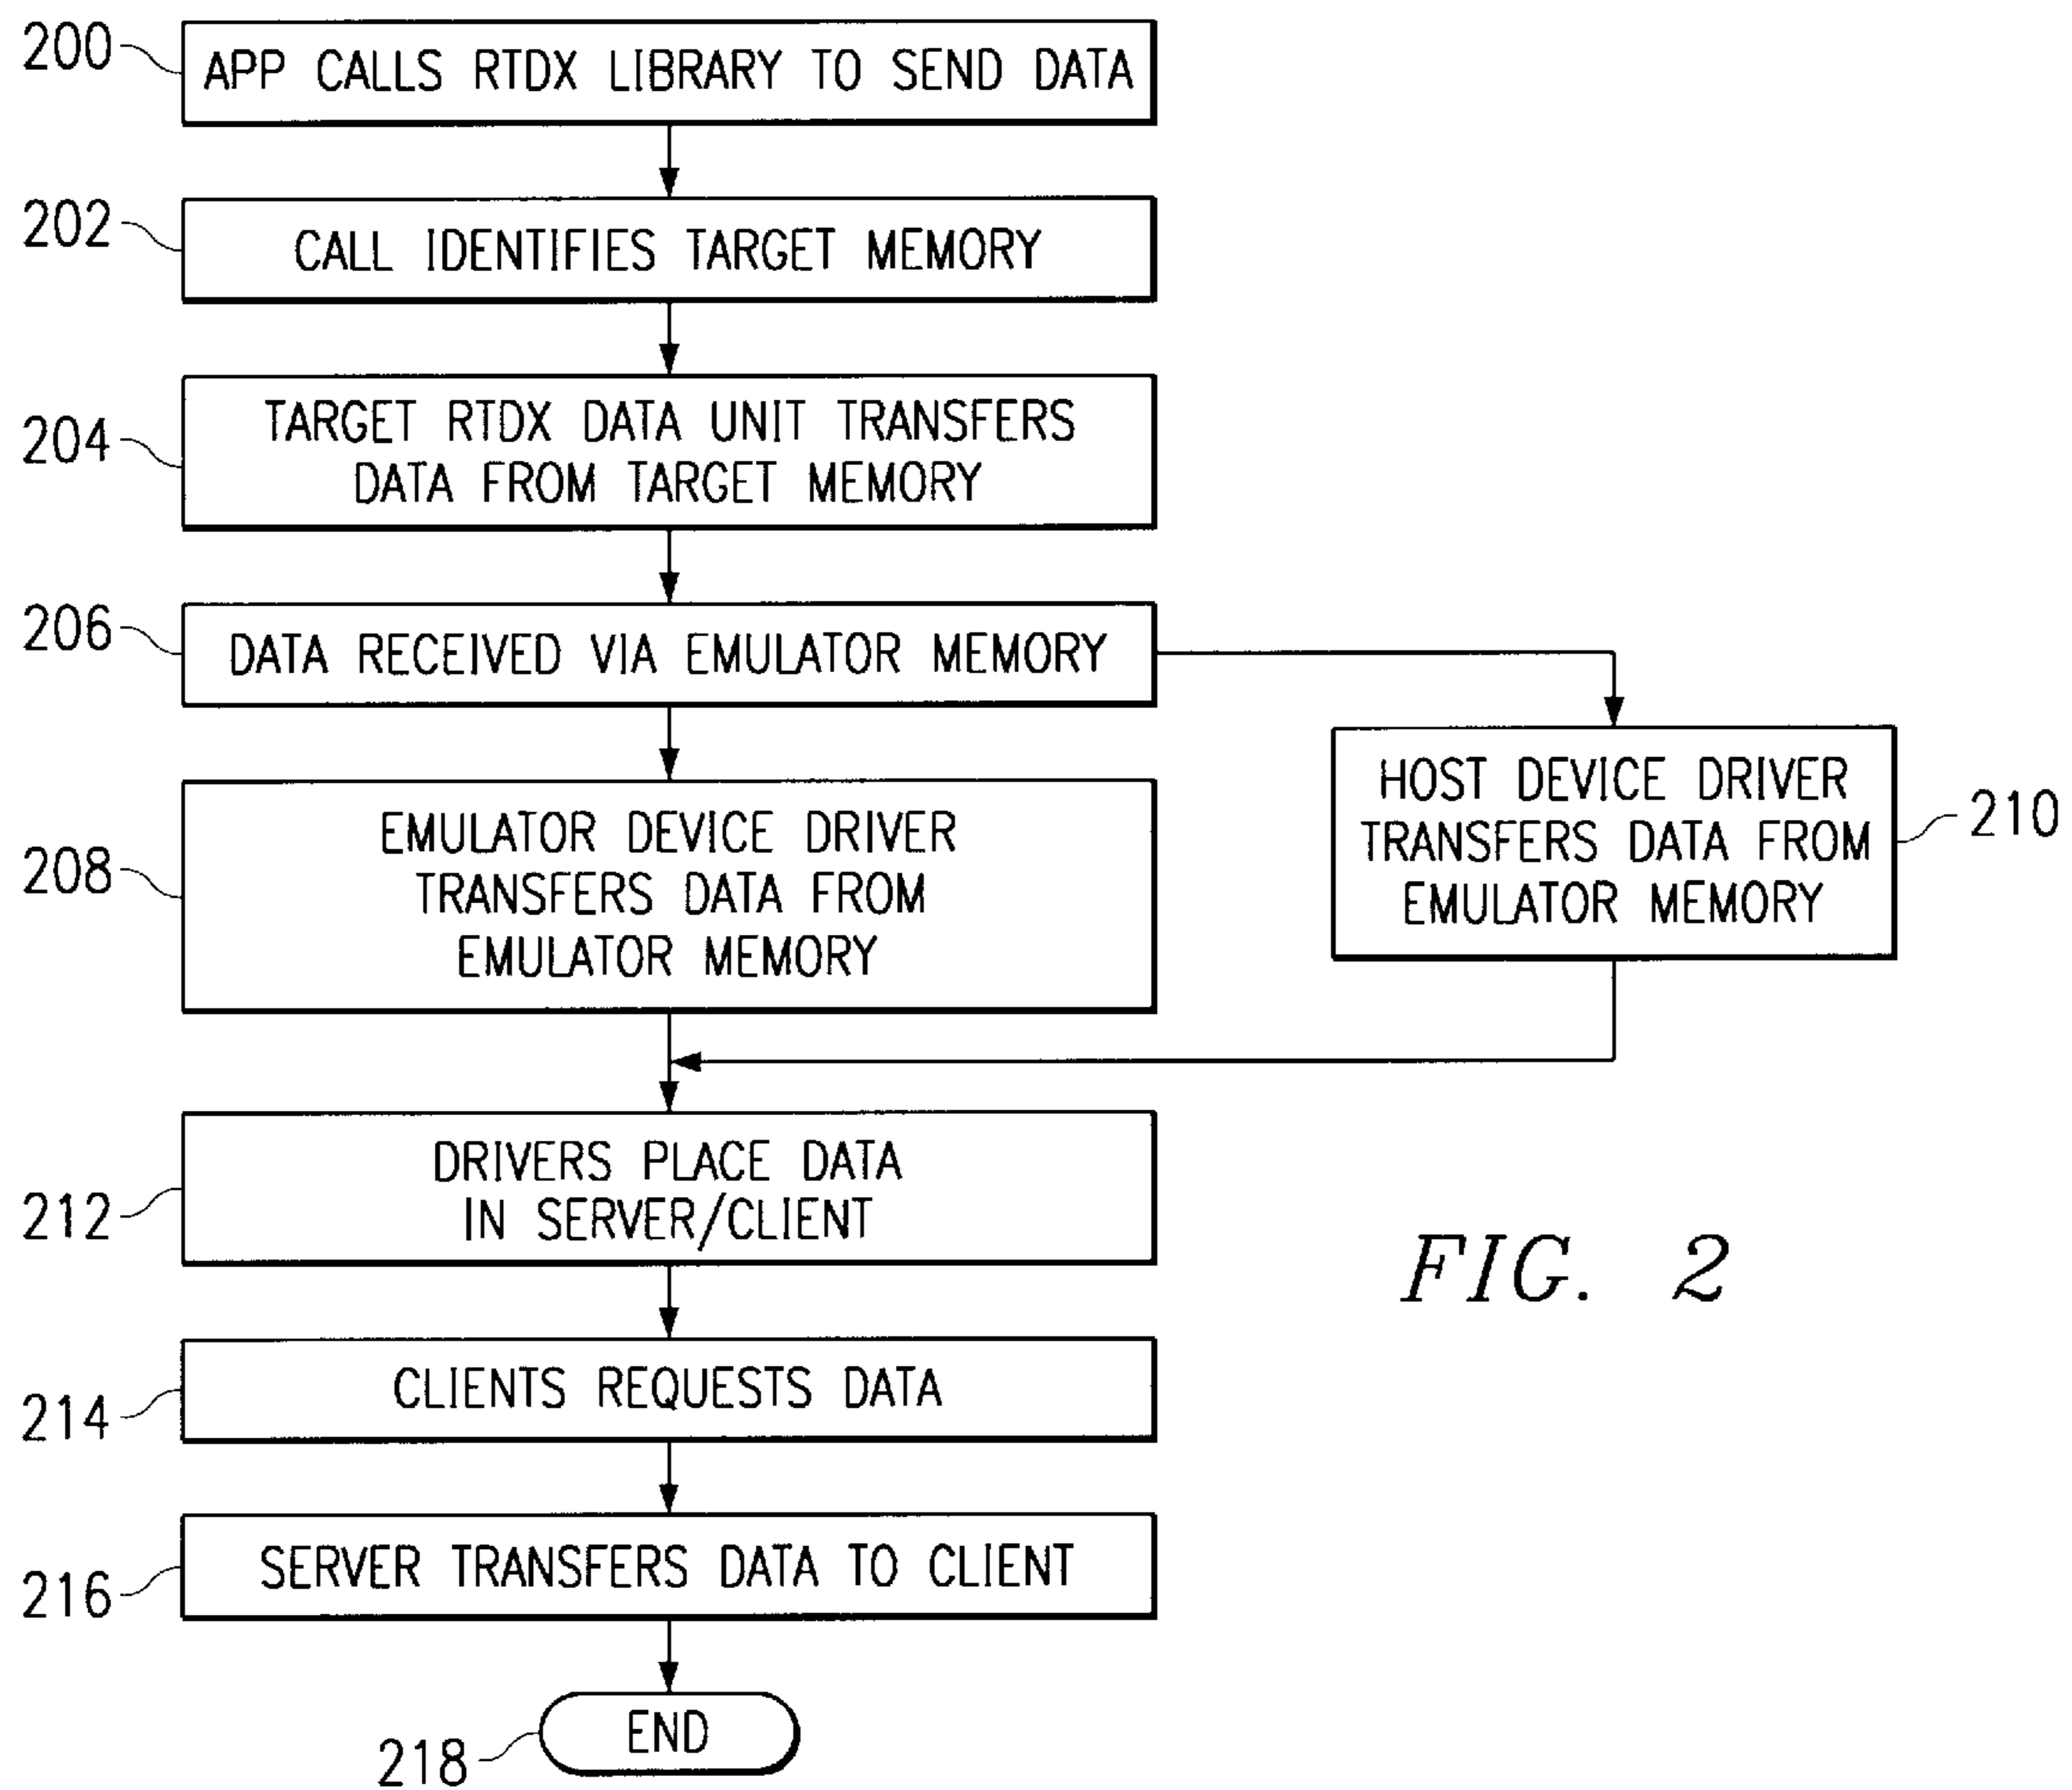 200
APP CALLS RTDX LIBRARY TO SEND DATA
202
CALL IDENTIFIES TARGET MEMORY
204
TARGET RTDX DATA UNIT TRANSFERS
DATA FROM TARGET MEMORY
206
DATA RECEIVED VIA EMULATOR MEMORY
208
EMULATOR DEVICE DRIVER
TRANSFERS DATA FROM
EMULATOR MEMORY
HOST DEVICE DRIVER
TRANSFERS DATA FROM
EMULATOR MEMORY
210
212
DRIVERS PLACE DATA
IN SERVER/CLIENT
214
CLIENTS REQUESTS DATA
216
SERVER TRANSFERS DATA TO CLIENT
218
END
FIG. 2